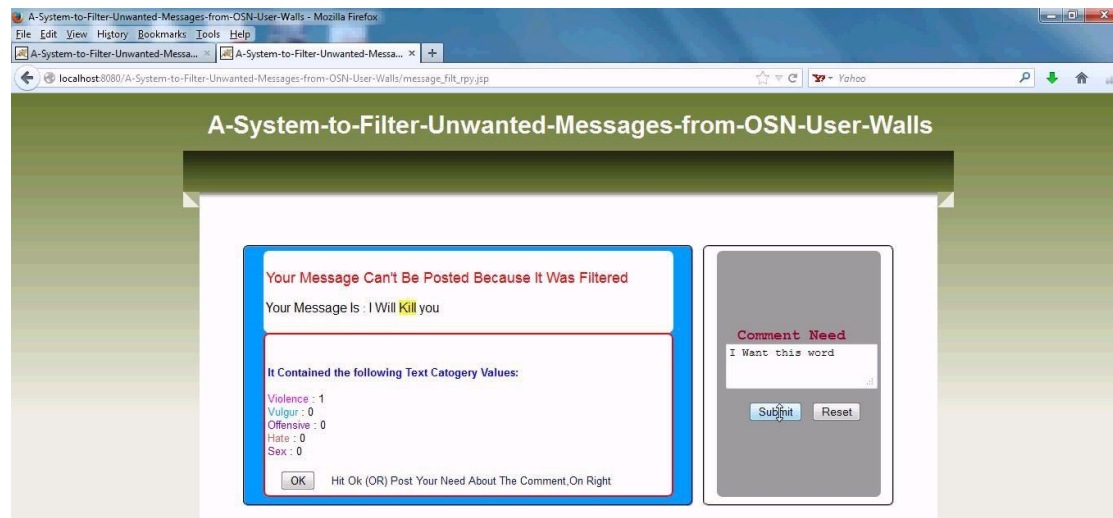 A-System-to-Filter-Unwanted-Messages-from-OSN-User-Walls - Mozilla Firefox
File Edit View History Bookmarks Tools Help
A-System-to-Filter-Unwanted-Messa... × A-System-to-Filter-Unwanted-Messa... × +
localhost:8080/A-System-to-Filter-Unwanted-Messages-from-OSN-User-Walls/message_filt_rpy.jsp Yahoo
A-System-to-Filter-Unwanted-Messages-from-OSN-User-Walls
Your Message Can't Be Posted Because It Was Filtered
Your Message Is : I Will Kill you
It Contained the following Text Catogery Values:
Violence : 1
Vulgur : 0
Offensive : 0
Hate : 0
Sex : 0
OK Hit Ok (OR) Post Your Need About The Comment,On Right
Comment Need
I Want this word
Submit Reset